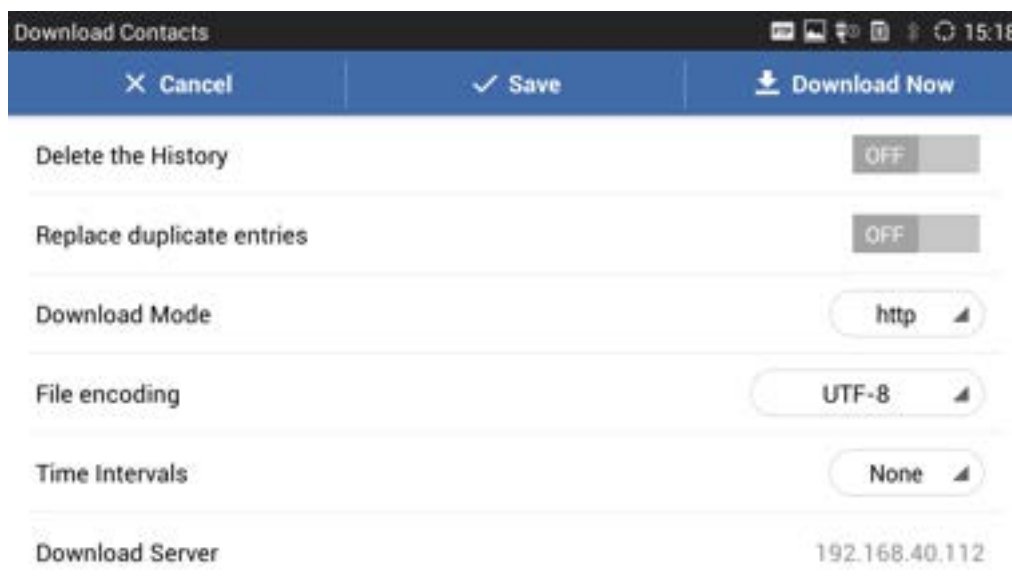 Download Contacts 15:18
Cancel Save Download Now
Delete the History OFF
Replace duplicate entries OFF
Download Mode http
File encoding UTF-8
Time Intervals None
Download Server 192.168.40.112